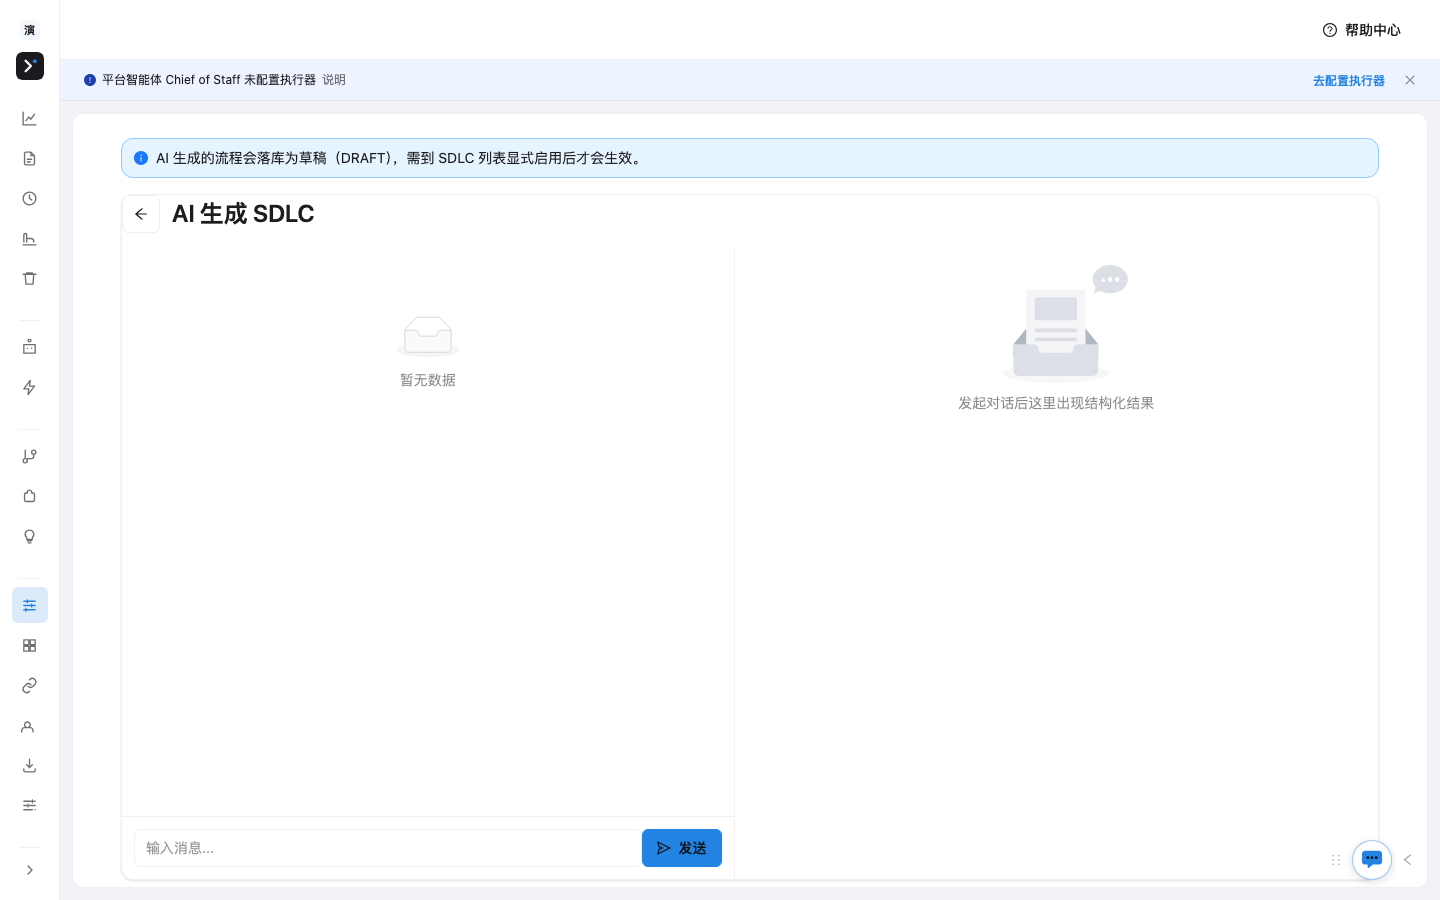 演
帮助中心
平台智能体 Chief of Staff 未配置执行器 说明
去配置执行器
AI 生成的流程会落库为草稿（DRAFT），需到 SDLC 列表显式启用后才会生效。
AI 生成 SDLC
暂无数据
发起对话后这里出现结构化结果
输入消息...
发送